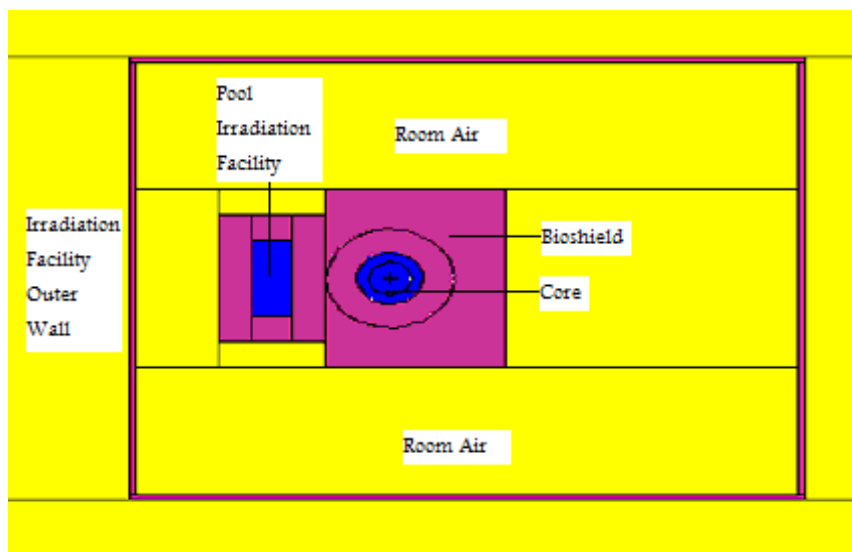 Pool
Irradiation
Facility
Room Air
Irradiation
Facility
Outer
Wall
Bioshield
Core
Room Air